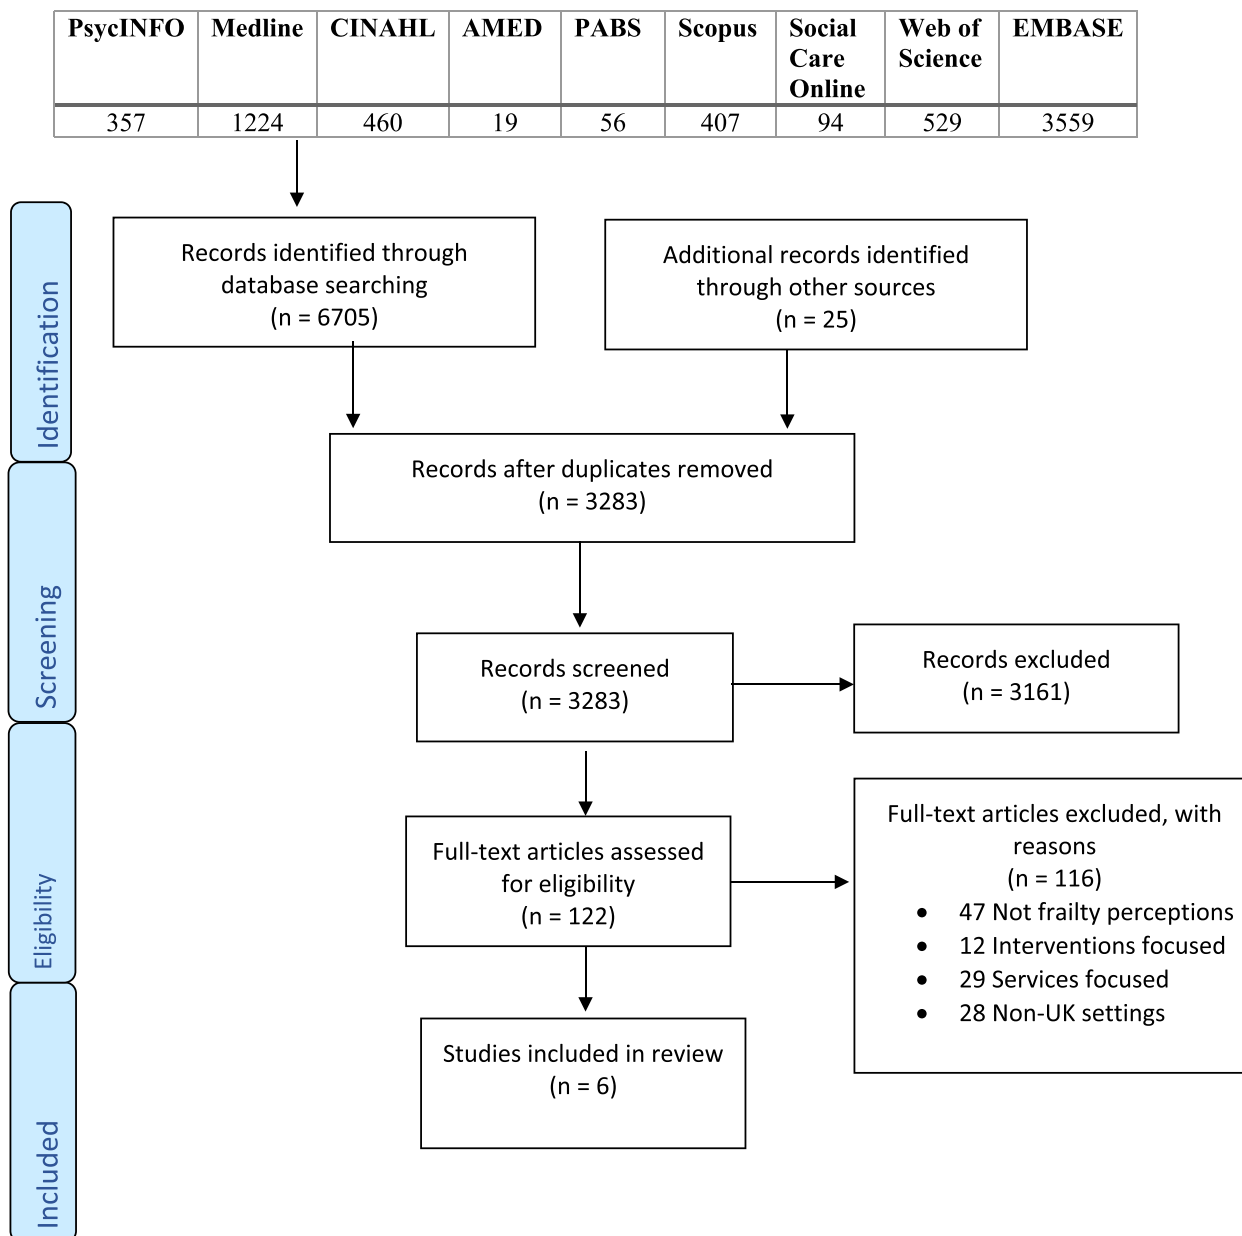 PsycINFO Medline CINAHL AMED PABS Scopus Social Web of EMBASE
Care Science
Online
357 1224 460 19 56 407 94 529 3559
Identification
Records identified through
database searching
(n = 6705)
Additional records identified
through other sources
(n = 25)
Records after duplicates removed
(n = 3283)
Screening
Records screened
(n = 3283)
Records excluded
(n = 3161)
Eligibility
Full-text articles assessed
for eligibility
(n = 122)
Full-text articles excluded, with
reasons
(n = 116)
• 47 Not frailty perceptions
• 12 Interventions focused
• 29 Services focused
• 28 Non-UK settings
Included
Studies included in review
(n = 6)